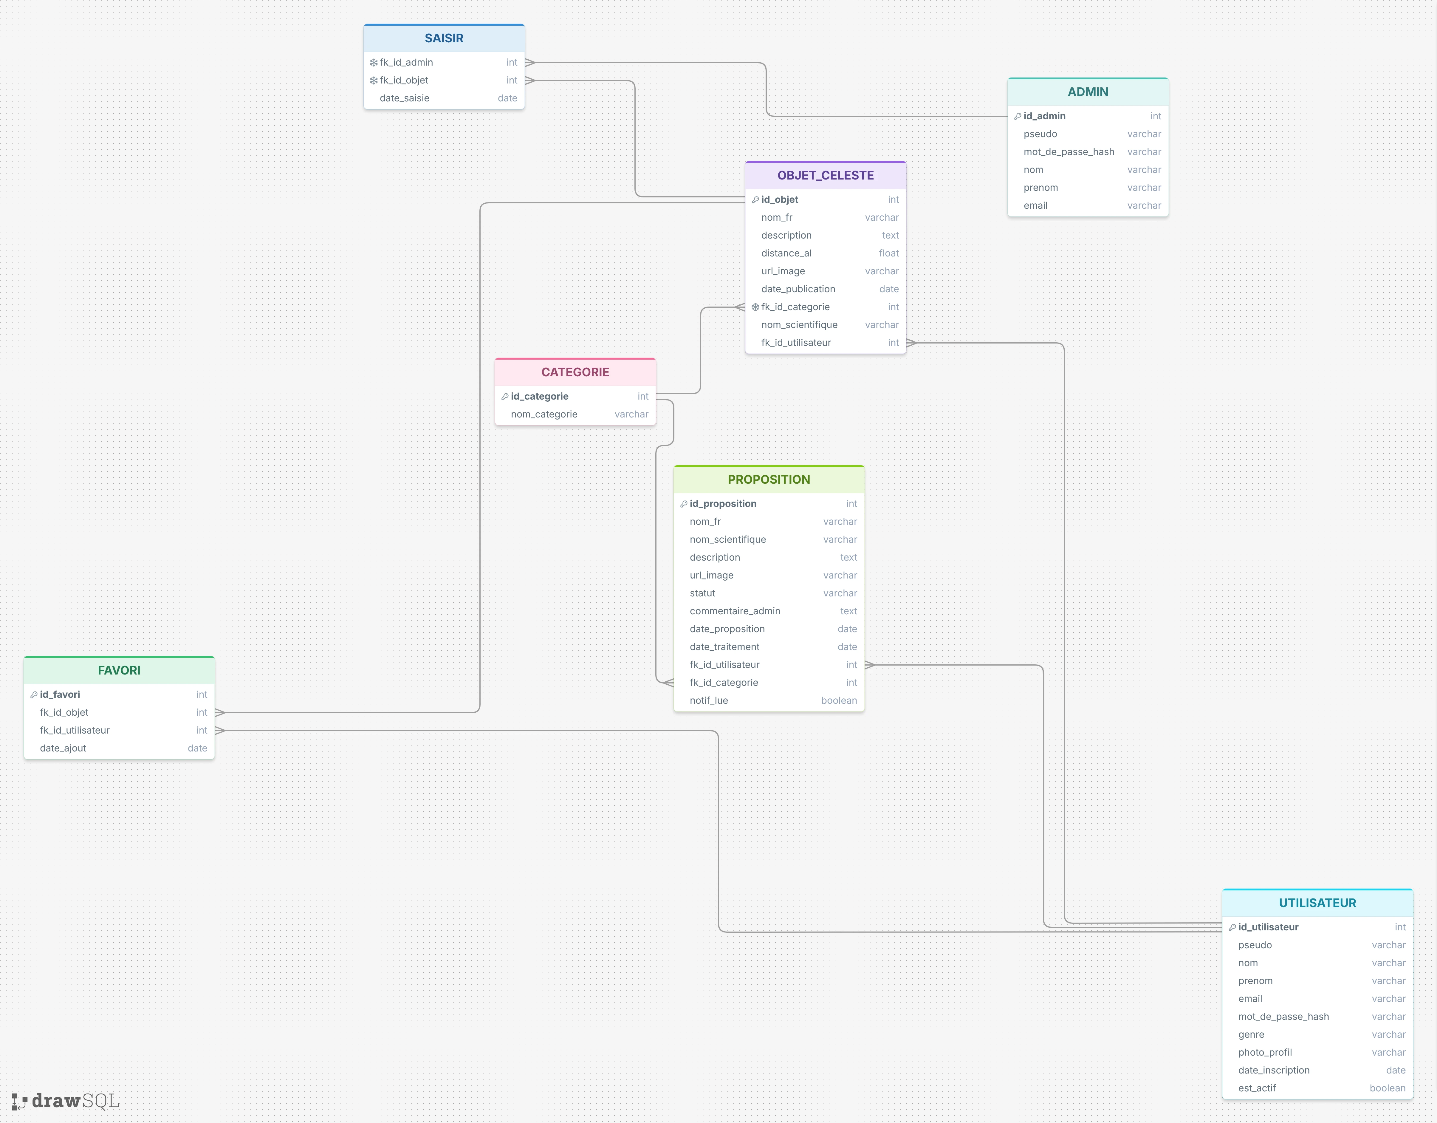 SAISIR
fk_id_admin int
fk_id_objet int
date_saisie date
ADMIN
id_admin int
pseudo varchar
mot_de_passe_hash varchar
nom varchar
prenom varchar
email varchar
OBJET_CELESTE
id_objet int
nom_fr varchar
description text
distance_al float
url_image varchar
date_publication date
fk_id_categorie int
nom_scientifique varchar
fk_id_utilisateur int
CATEGORIE
id_categorie int
nom_categorie varchar
PROPOSITION
id_proposition int
nom_fr varchar
nom_scientifique varchar
description text
url_image varchar
statut varchar
commentaire_admin text
date_proposition date
date_traitement date
fk_id_utilisateur int
fk_id_categorie int
notif_lue boolean
FAVORI
id_favori int
fk_id_objet int
fk_id_utilisateur int
date_ajout date
UTILISATEUR
id_utilisateur int
pseudo varchar
nom varchar
prenom varchar
email varchar
mot_de_passe_hash varchar
genre varchar
photo_profil varchar
date_inscription date
est_actif boolean
drawSQL